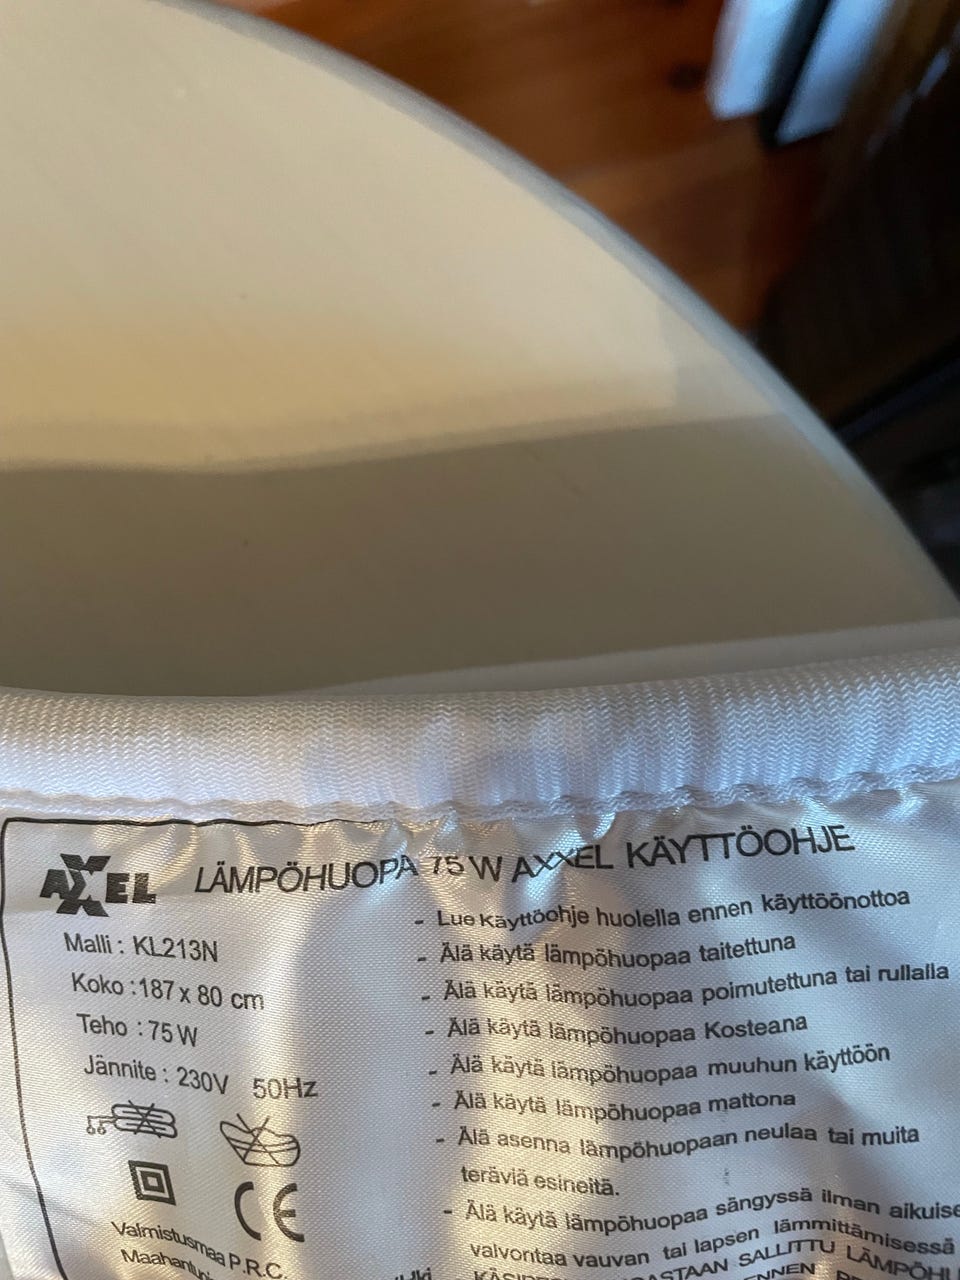 AXXEL LÄMPÖHUOPA 75 W AXXEL KÄYTTÖOHJE
Malli : KL213N
Koko : 187 x 80 cm
Teho : 75 W
Jännite : 230V 50Hz
CE
Valmistusmaa P.R.C.
- Lue Käyttöohje huolella ennen käyttöönottoa
- Älä käytä lämpöhuopaa taitettuna
- Älä käytä lämpöhuopaa poimutettuna tai rullalla
- Älä käytä lämpöhuopaa Kosteana
- Älä käytä lämpöhuopaa muuhun käyttöön
- Älä käytä lämpöhuopaa mattona
- Älä asenna lämpöhuopaan neulaa tai muita
teräviä esineitä.
- Älä käytä lämpöhuopaa sängyssä ilman aikuise
valvontaa vauvan tai lapsen lämmittämisessä
SALLITTU